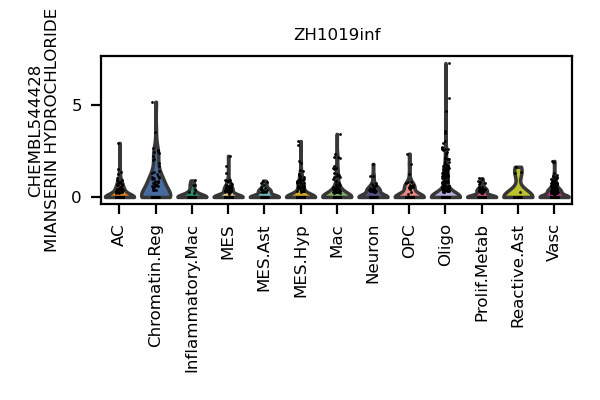 ZH1019inf
CHEMBL544428
MIANSERIN HYDROCHLORIDE
5
0
AC
Chromatin.Reg
Inflammatory.Mac
MES
MES.Ast
MES.Hyp
Mac
Neuron
OPC
Oligo
Prolif.Metab
Reactive.Ast
Vasc